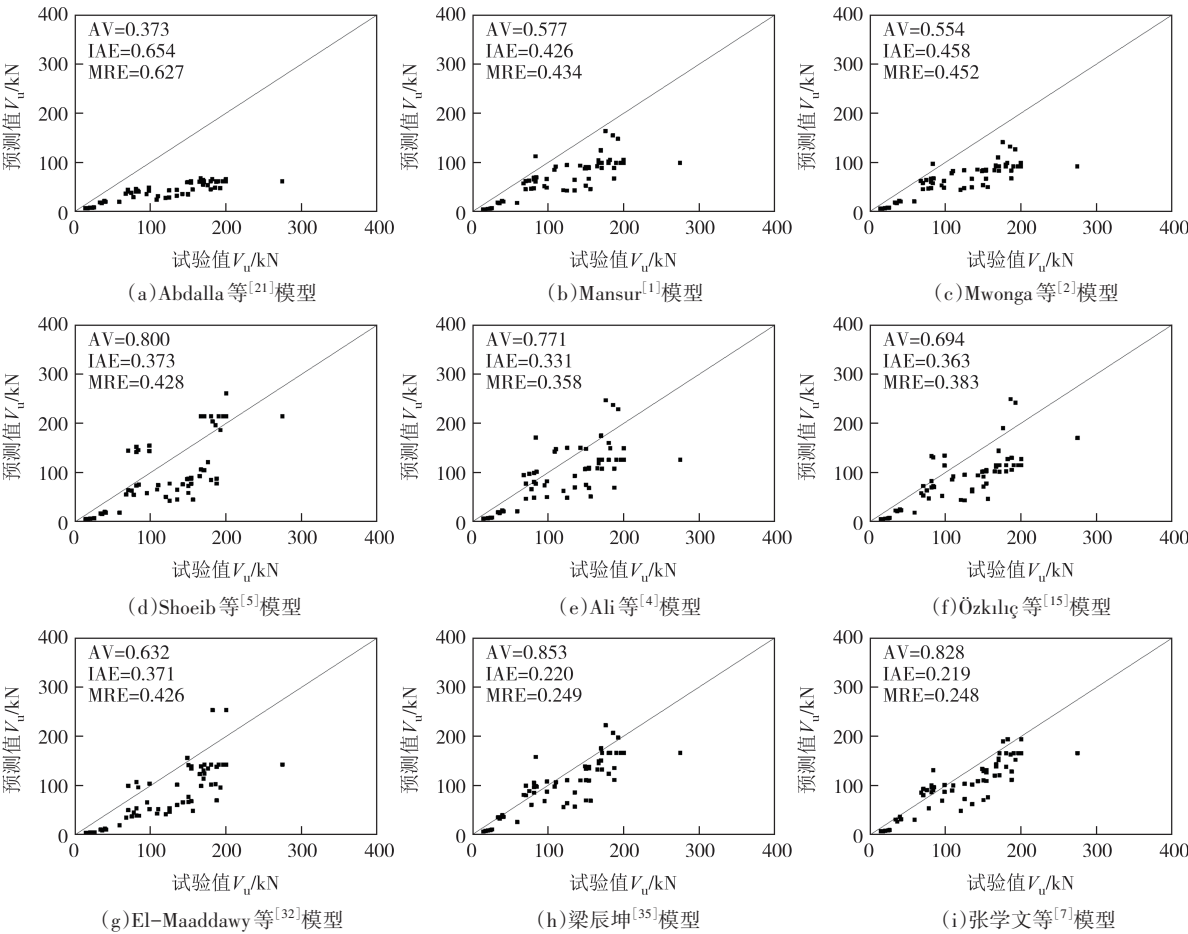 400
300
200
100
0
AV=0.373
IAE=0.654
MRE=0.627
预测值Vu/kN
0 100 200 300 400
试验值Vu/kN
(a)Abdalla等[21]模型
400
300
200
100
0
AV=0.577
IAE=0.426
MRE=0.434
预测值Vu/kN
0 100 200 300 400
试验值Vu/kN
(b)Mansur[1]模型
400
300
200
100
0
AV=0.554
IAE=0.458
MRE=0.452
预测值Vu/kN
0 100 200 300 400
试验值Vu/kN
(c)Mwonga等[2]模型
400
300
200
100
0
AV=0.800
IAE=0.373
MRE=0.428
预测值Vu/kN
0 100 200 300 400
试验值Vu/kN
(d)Shoeib等[5]模型
400
300
200
100
0
AV=0.771
IAE=0.331
MRE=0.358
预测值Vu/kN
0 100 200 300 400
试验值Vu/kN
(e)Ali等[4]模型
400
300
200
100
0
AV=0.694
IAE=0.363
MRE=0.383
预测值Vu/kN
0 100 200 300 400
试验值Vu/kN
(f)Özkılıç等[15]模型
400
300
200
100
0
AV=0.632
IAE=0.371
MRE=0.426
预测值Vu/kN
0 100 200 300 400
试验值Vu/kN
(g)El-Maaddawy等[32]模型
400
300
200
100
0
AV=0.853
IAE=0.220
MRE=0.249
预测值Vu/kN
0 100 200 300 400
试验值Vu/kN
(h)梁辰坤[35]模型
400
300
200
100
0
AV=0.828
IAE=0.219
MRE=0.248
预测值Vu/kN
0 100 200 300 400
试验值Vu/kN
(i)张学文等[7]模型